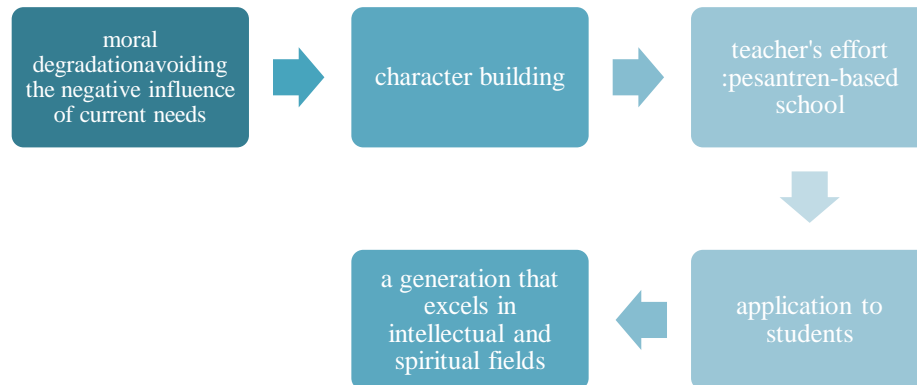 moral
degradationavoiding
the negative influence
of current needs
character building
teacher's effort
:pesantren-based
school
application to
students
a generation that
excels in
intellectual and
spiritual fields